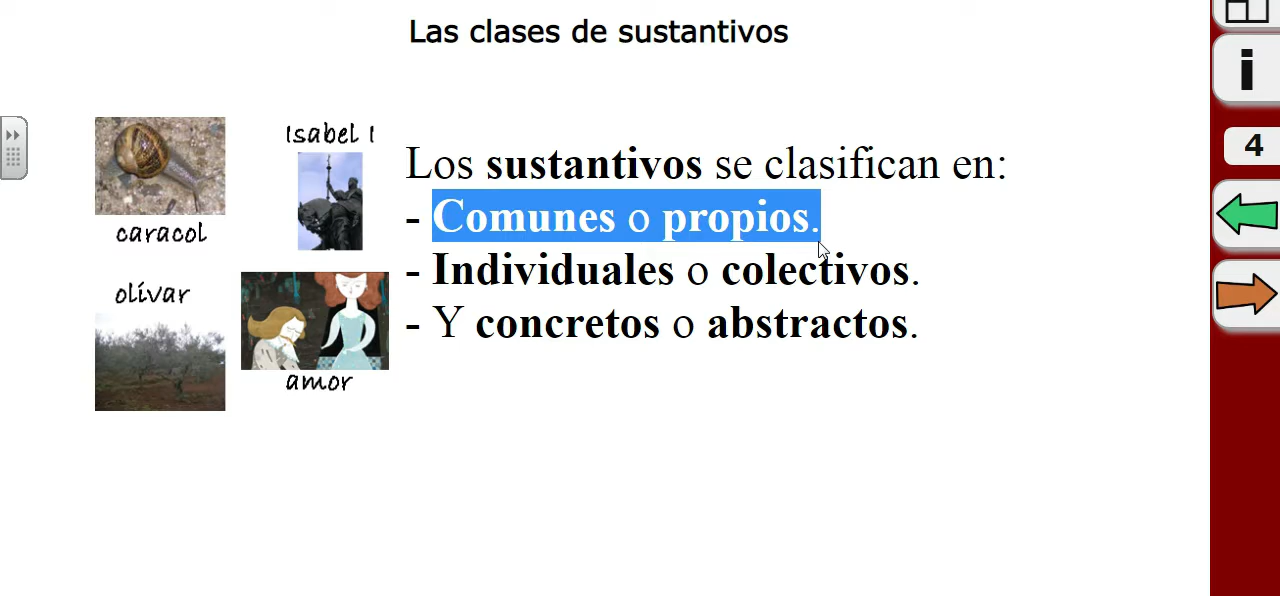 Las clases de sustantivos
Isabel I
caracol
olivar
amor
Los sustantivos se clasifican en:
- Comunes o propios.
- Individuales o colectivos.
- Y concretos o abstractos.
i
4